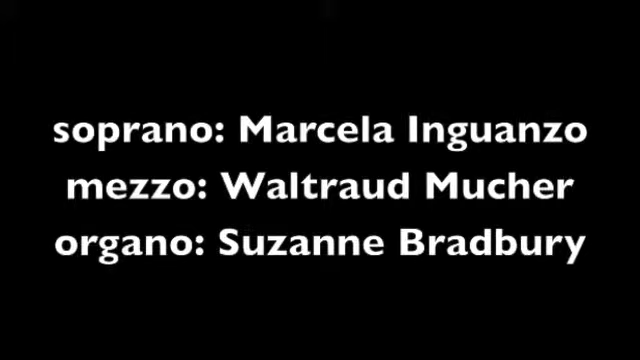 soprano: Marcela Inguanzo
mezzo: Waltraud Mucher
organo: Suzanne Bradbury